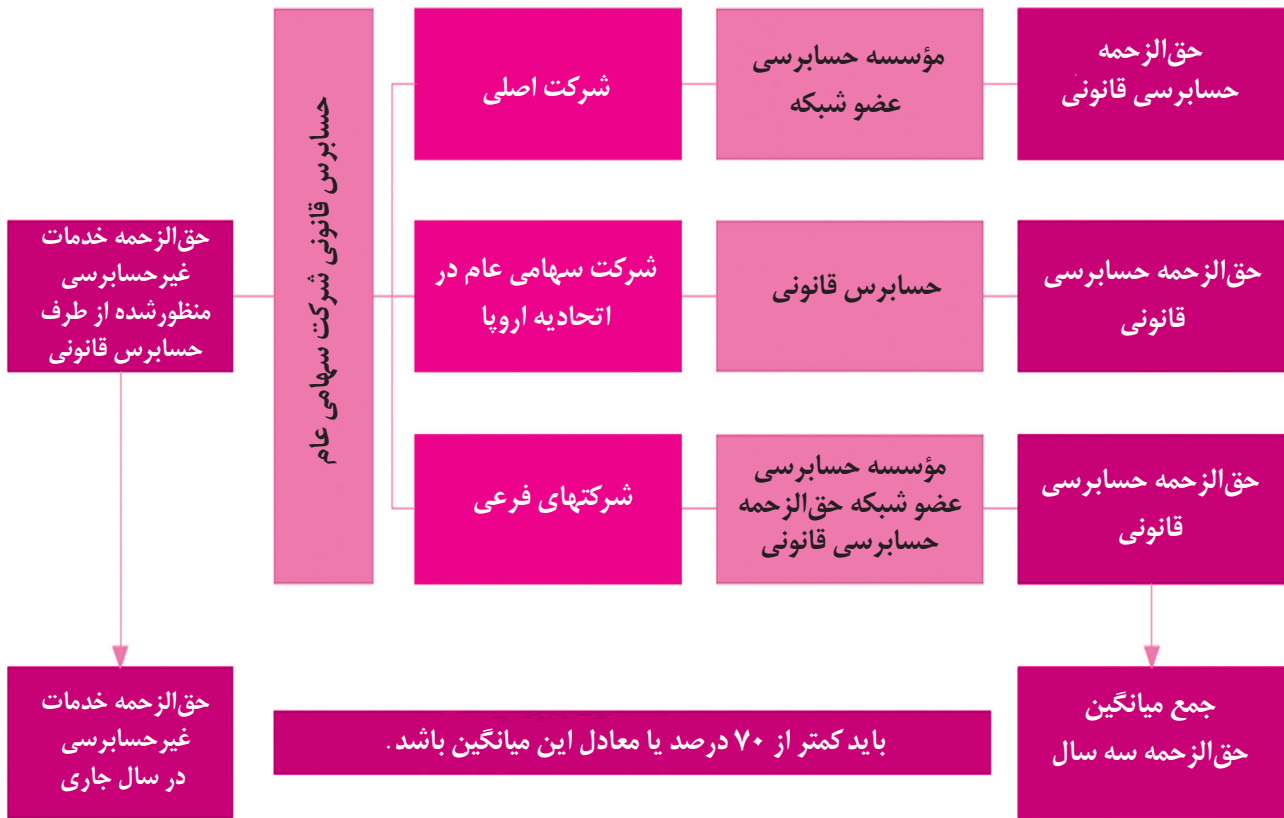 حق‌الزحمه
حسابرسی قانونی
مؤسسه حسابرسی
عضو شبکه
شرکت اصلی
حسابرس قانونی شرکت سهامی عام
حق‌الزحمه حسابرسی
قانونی
حسابرس قانونی
شرکت سهامی عام در
اتحادیه اروپا
حق‌الزحمه خدمات
غیرحسابرسی
منظورشده از طرف
حسابرس قانونی
حق‌الزحمه حسابرسی
قانونی
مؤسسه حسابرسی
عضو شبکه حق‌الزحمه
حسابرسی قانونی
شرکتهای فرعی
جمع میانگین
حق‌الزحمه سه سال
باید کمتر از ۷۰ درصد یا معادل این میانگین باشد.
حق‌الزحمه خدمات
غیرحسابرسی
در سال جاری